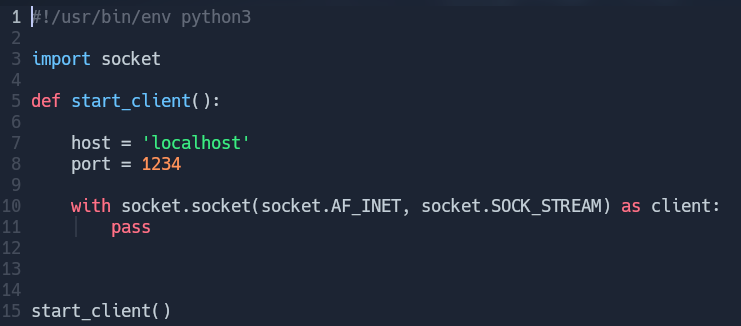 1 #!/usr/bin/env python3
2
3 import socket
4
5 def start_client():
6
7     host = 'localhost'
8     port = 1234
9
10     with socket.socket(socket.AF_INET, socket.SOCK_STREAM) as client:
11         pass
12
13
14
15 start_client()